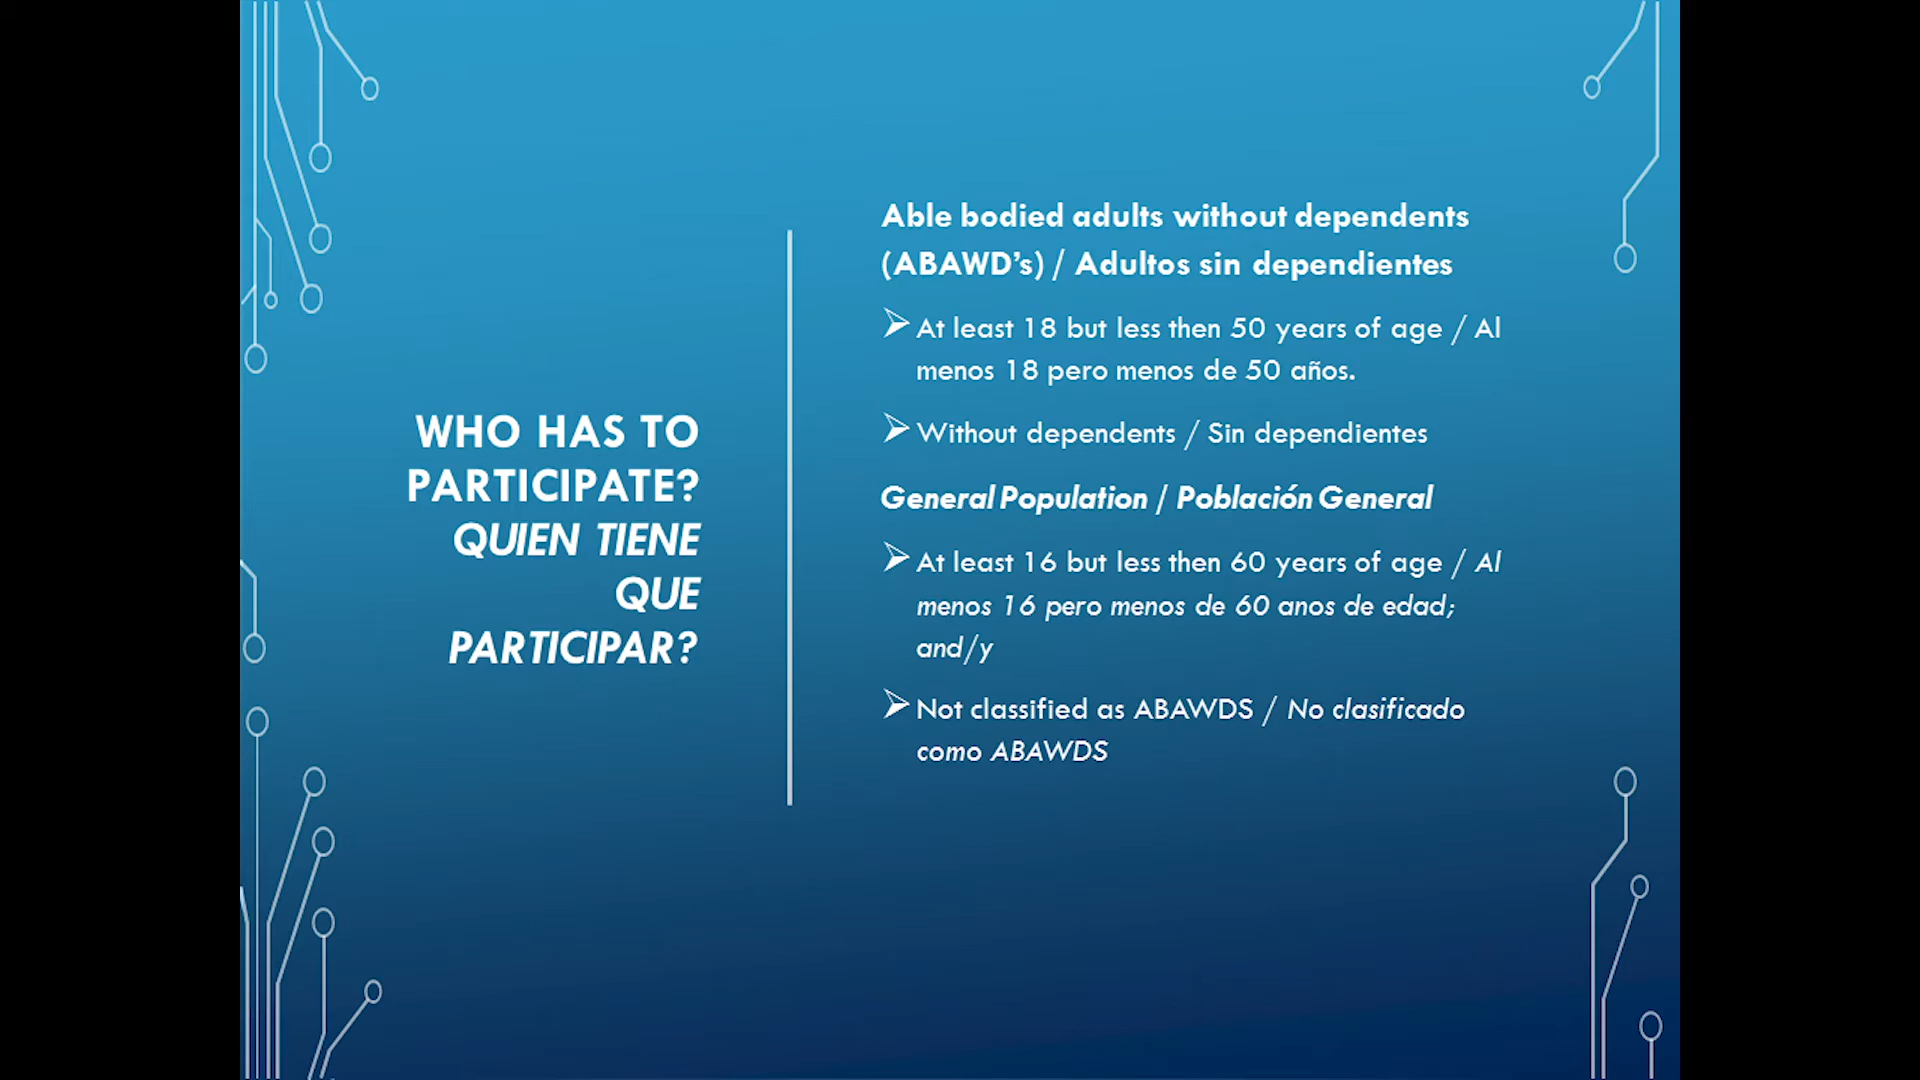 WHO HAS TO
PARTICIPATE?
QUIEN TIENE
QUE
PARTICIPAR?
Able bodied adults without dependents
(ABAWD’s) / Adultos sin dependientes
At least 18 but less then 50 years of age / Al
menos 18 pero menos de 50 años.
Without dependents / Sin dependientes
General Population / Población General
At least 16 but less then 60 years of age / Al
menos 16 pero menos de 60 anos de edad;
and/y
Not classified as ABAWDS / No clasificado
como ABAWDS